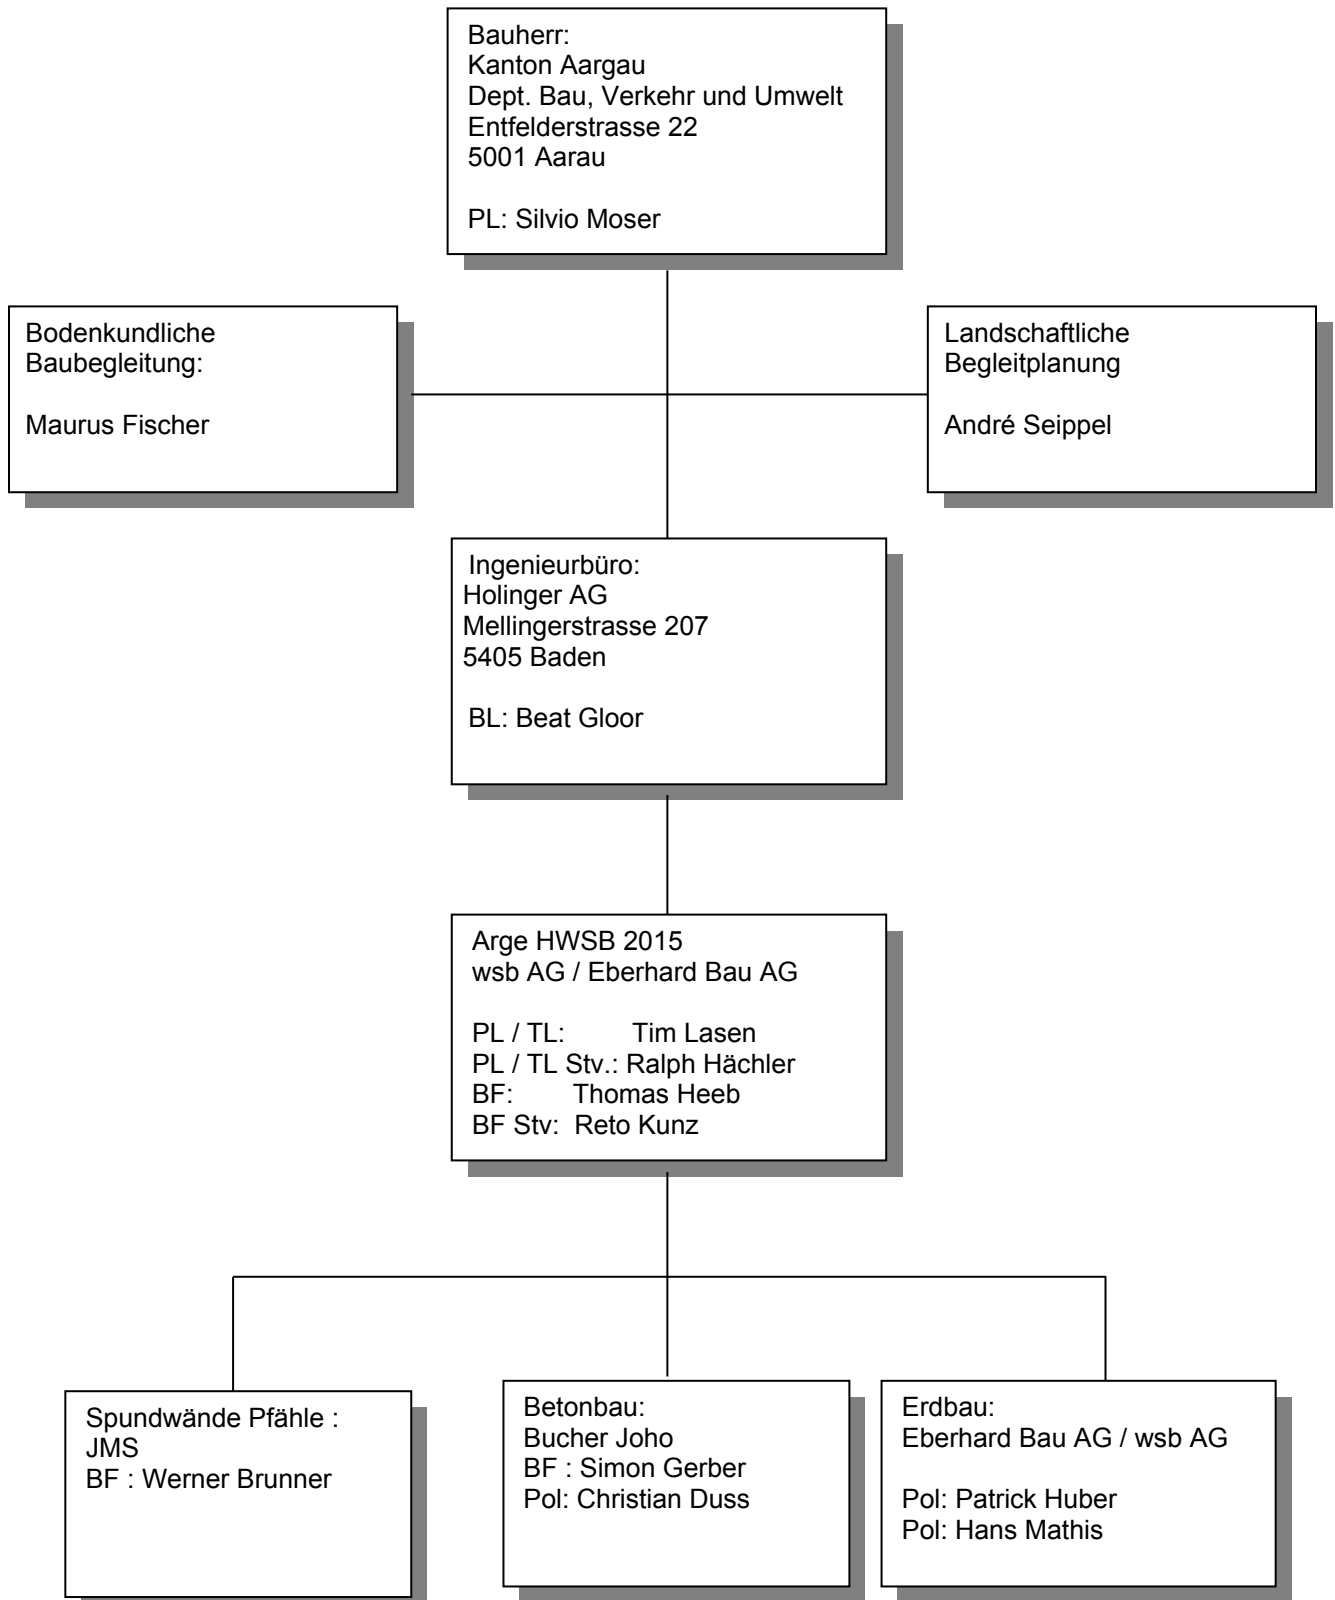 Bauherr:
Kanton Aargau
Dept. Bau, Verkehr und Umwelt
Entfelderstrasse 22
5001 Aarau
PL: Silvio Moser
Bodenkundliche
Baubegleitung:
Maurus Fischer
Landschaftliche
Begleitplanung
André Seippel
Ingenieurbüro:
Holinger AG
Mellingerstrasse 207
5405 Baden
BL: Beat Gloor
Arge HWSB 2015
wsb AG / Eberhard Bau AG
PL / TL: Tim Lasen
PL / TL Stv.: Ralph Hächler
BF: Thomas Heeb
BF Stv: Reto Kunz
Spundwände Pfähle :
JMS
BF : Werner Brunner
Betonbau:
Bucher Joho
BF : Simon Gerber
Pol: Christian Duss
Erdbau:
Eberhard Bau AG / wsb AG
Pol: Patrick Huber
Pol: Hans Mathis